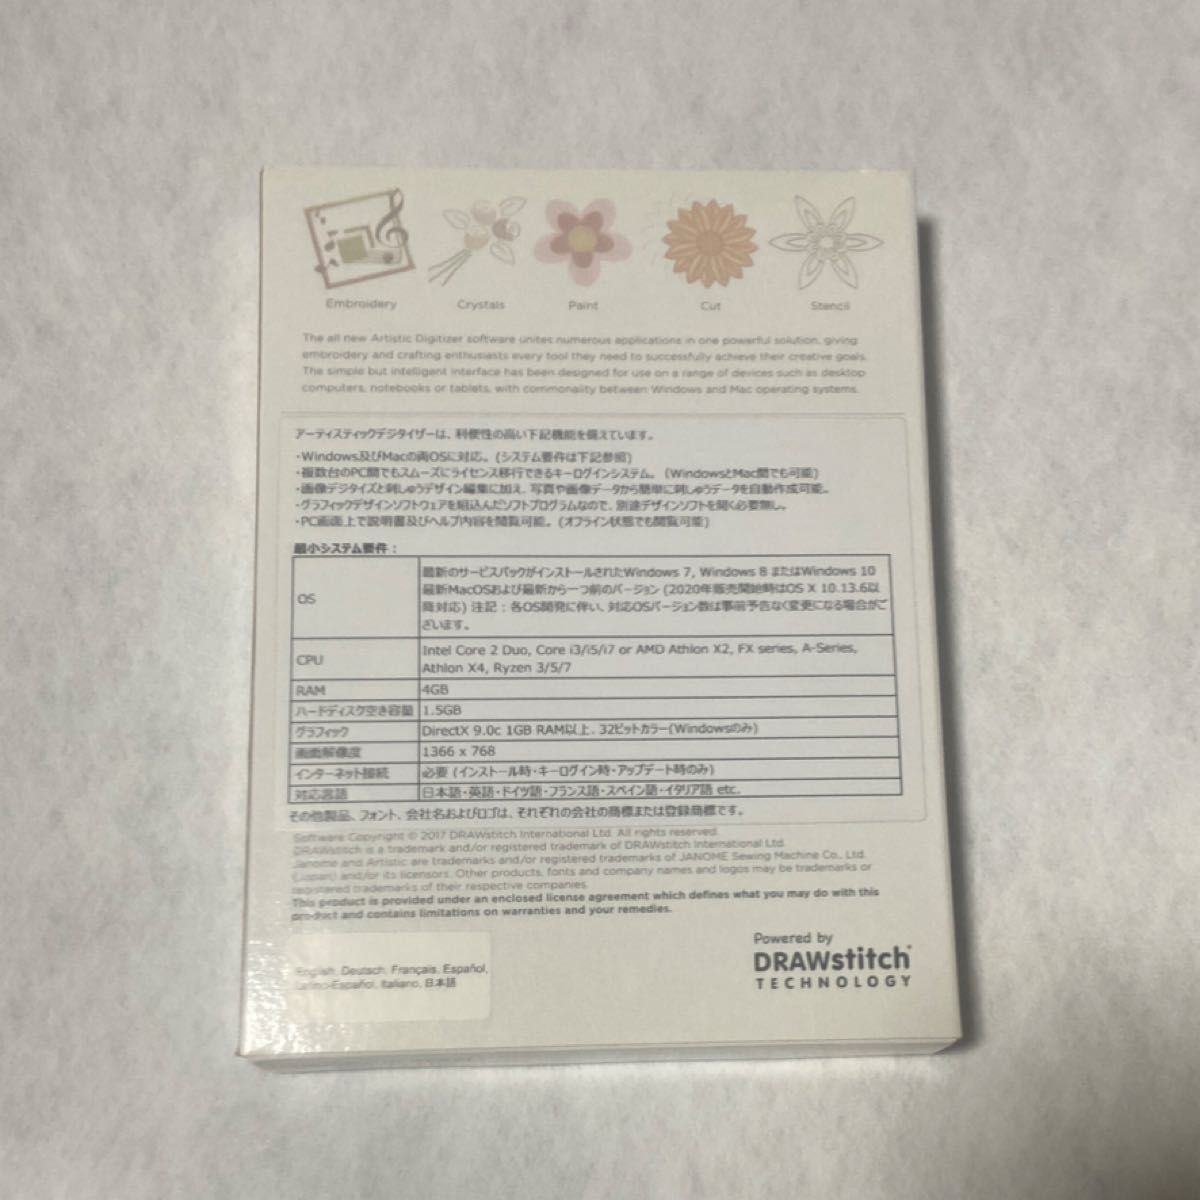 Embroidery Crystals Paint Cut Stencil
The all new Artistic Digitizer software unites numerous applications in one powerful solution, giving
embroidery and crafting enthusiasts every tool they need to successfully achieve their creative goals.
The simple but intelligent interface has been designed for use on a range of devices such as desktop
computers, notebooks or tablets, with commonality between Windows and Mac operating systems.
アーティスティックデジタイザーは、利便性の高い下記機能を備えています。
・Windows及びMacの両OSに対応。(システム要件は下記参照)
・複数台のPC間でもスムーズにライセンス移行できるキーログインシステム。（WindowsとMac間でも可能)
・画像デジタイズと刺しゅうデザイン編集に加え、写真や画像データから簡単に刺しゅうデータを自動作成可能。
・グラフィックデザインソフトウェアを組込んだソフトプログラムなので、別途デザインソフトを開く必要無し。
・PC画面上で説明書及びヘルプ内容を閲覧可能。(オフライン状態でも閲覧可能)
最小システム要件：
OS 最新のサービスパックがインストールされたWindows 7, Windows 8 またはWindows 10
最新MacOSおよび最新から一つ前のバージョン (2020年販売開始時はOS X 10.13.6以
降対応) 注記：各OS開発に伴い、対応OSバージョン数は事前予告なく変更になる場合がご
ざいます。
CPU Intel Core 2 Duo, Core i3/i5/i7 or AMD Athlon X2, FX series, A-Series,
Athlon X4, Ryzen 3/5/7
RAM 4GB
ハードディスク空き容量 1.5GB
グラフィック DirectX 9.0c 1GB RAM以上、32ビットカラー(Windowsのみ)
画面解像度 1366 x 768
インターネット接続 必要 (インストール時・キーログイン時・アップデート時のみ)
対応言語 日本語・英語・ドイツ語・フランス語・スペイン語・イタリア語 etc.
その他製品、フォント、会社名およびロゴは、それぞれの会社の商標または登録商標です。
Software Copyright © 2017 DRAWstitch International Ltd. All rights reserved.
DRAWstitch is a trademark and/or registered trademark of DRAWstitch International Ltd.
Janome and Artistic are trademarks and/or registered trademarks of JANOME Sewing Machine Co., Ltd.
(Japan) and/or its licensors. Other products, fonts and company names and logos may be trademarks or
registered trademarks of their respective companies.
This product is provided under an enclosed license agreement which defines what you may do with this
product and contains limitations on warranties and your remedies.
English, Deutsch, Français, Español,
Latino-Español, Italiano, 日本語
Powered by
DRAWstitch®
TECHNOLOGY